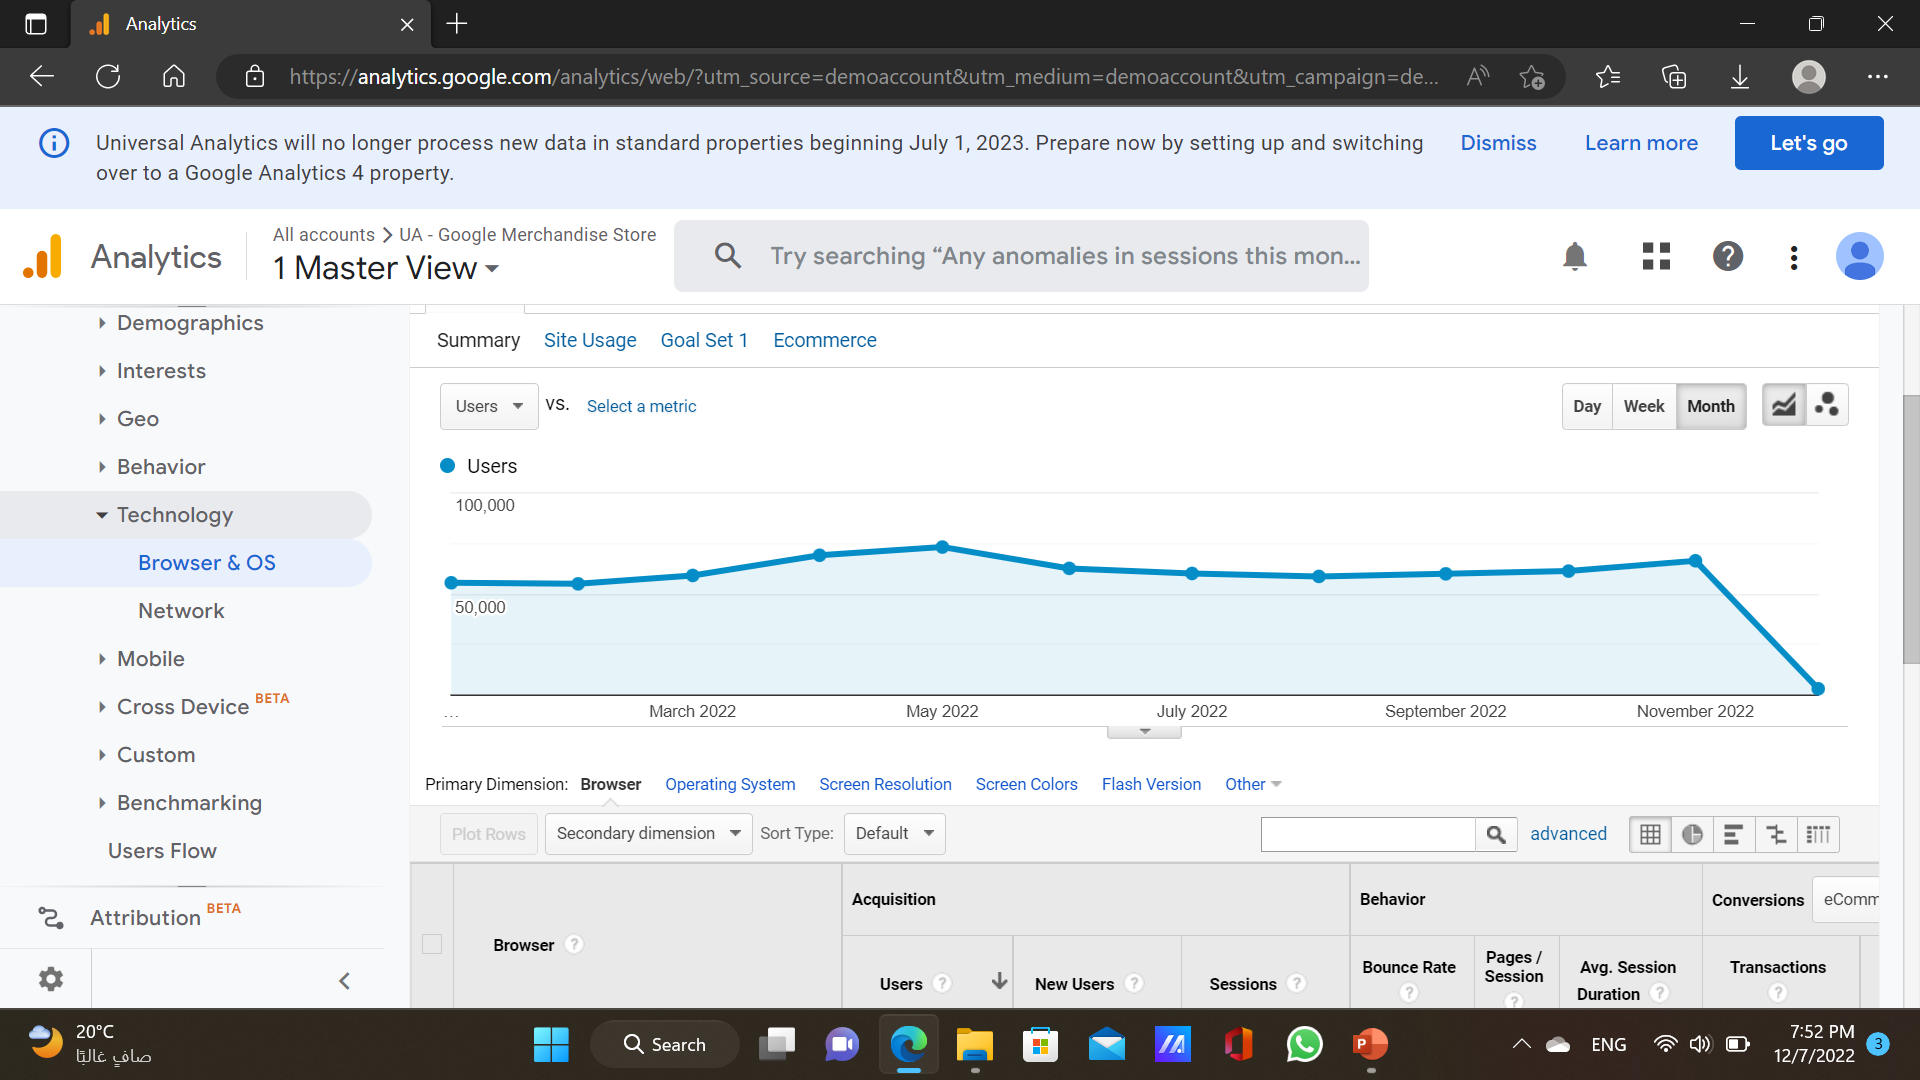 Analytics
https://analytics.google.com/analytics/web/?utm_source=demoaccount&utm_medium=demoaccount&utm_campaign=de...
Universal Analytics will no longer process new data in standard properties beginning July 1, 2023. Prepare now by setting up and switching
over to a Google Analytics 4 property.
Dismiss
Learn more
Let's go
Analytics
All accounts > UA - Google Merchandise Store
1 Master View
Try searching “Any anomalies in sessions this mon...
Demographics
Interests
Geo
Behavior
Technology
Browser & OS
Network
Mobile
Cross Device BETA
Custom
Benchmarking
Users Flow
Attribution BETA
Summary Site Usage Goal Set 1 Ecommerce
Users VS. Select a metric
Day Week Month
Users
100,000
50,000
... March 2022 May 2022 July 2022 September 2022 November 2022
Primary Dimension: Browser Operating System Screen Resolution Screen Colors Flash Version Other
Plot Rows Secondary dimension Sort Type: Default
advanced
Browser ?
Acquisition
Behavior
Conversions eComm
Users ?
New Users ?
Sessions ?
Bounce Rate
?
Pages /
Session
?
Avg. Session
Duration ?
Transactions
?
20°C
صافٍ غالبًا
Search
ENG
7:52 PM
12/7/2022
3